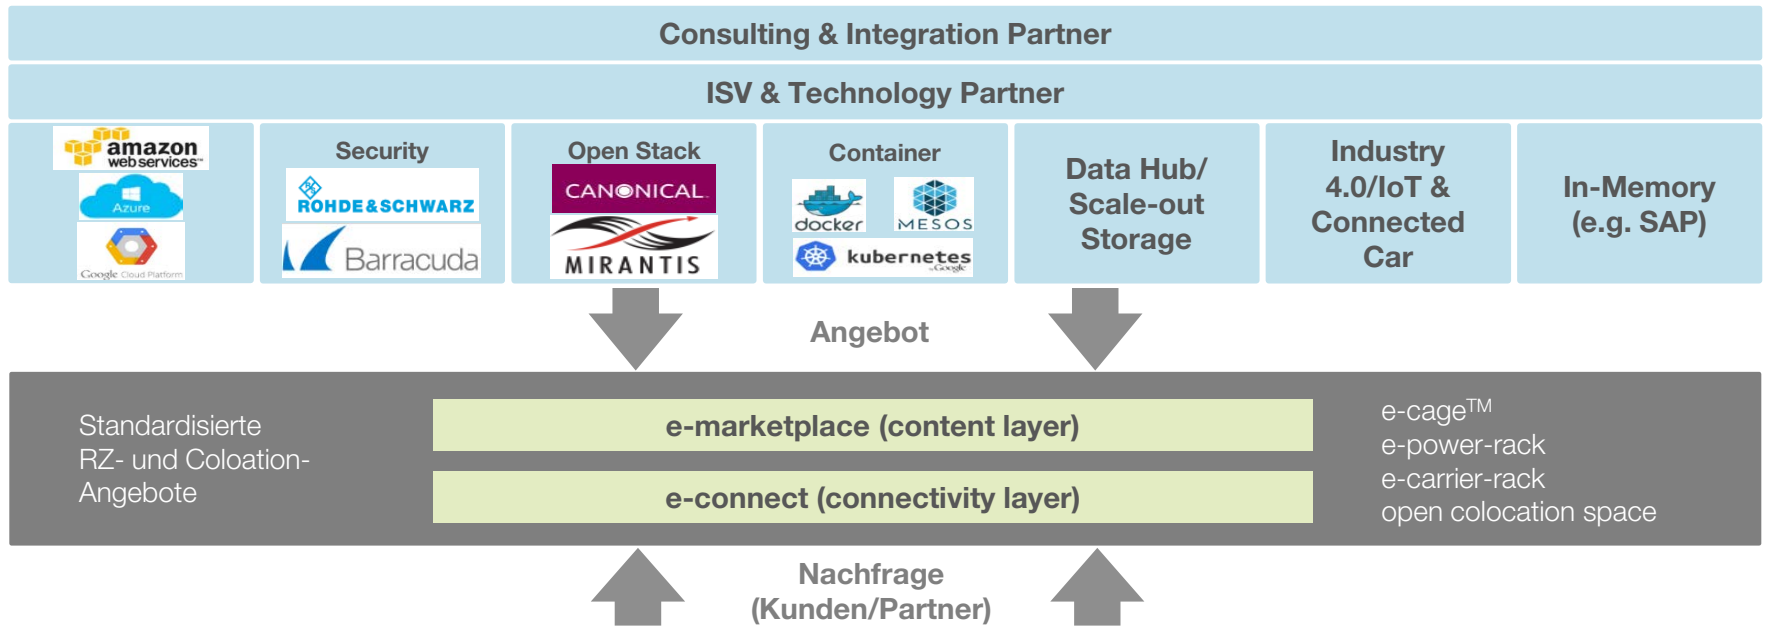 Consulting & Integration Partner
ISV & Technology Partner
amazon
webservices™
Azure
Google Cloud Platform
Security
ROHDE&SCHWARZ
Barracuda
Open Stack
CANONICAL
MIRANTIS
Container
docker
MESOS
kubernetes
by Google
Data Hub/
Scale-out
Storage
Industry
4.0/IoT &
Connected
Car
In-Memory
(e.g. SAP)
Angebot
Standardisierte
RZ- und Coloation-
Angebote
e-marketplace (content layer)
e-connect (connectivity layer)
e-cage™
e-power-rack
e-carrier-rack
open colocation space
Nachfrage
(Kunden/Partner)